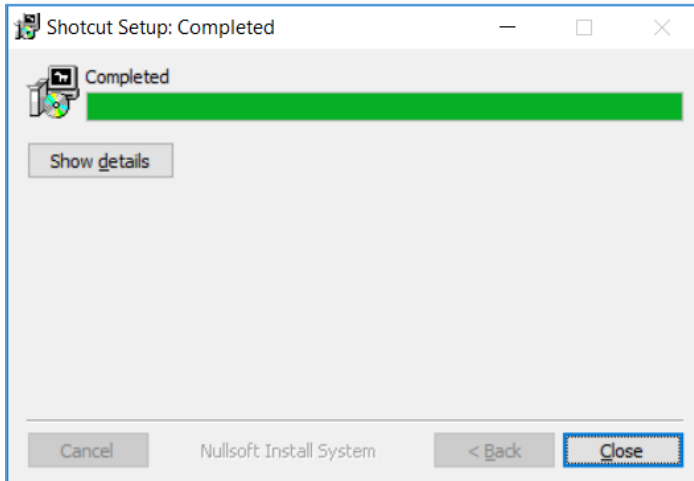 Shotcut Setup: Completed
Completed
Show details
Cancel
Nullsoft Install System
< Back
Close